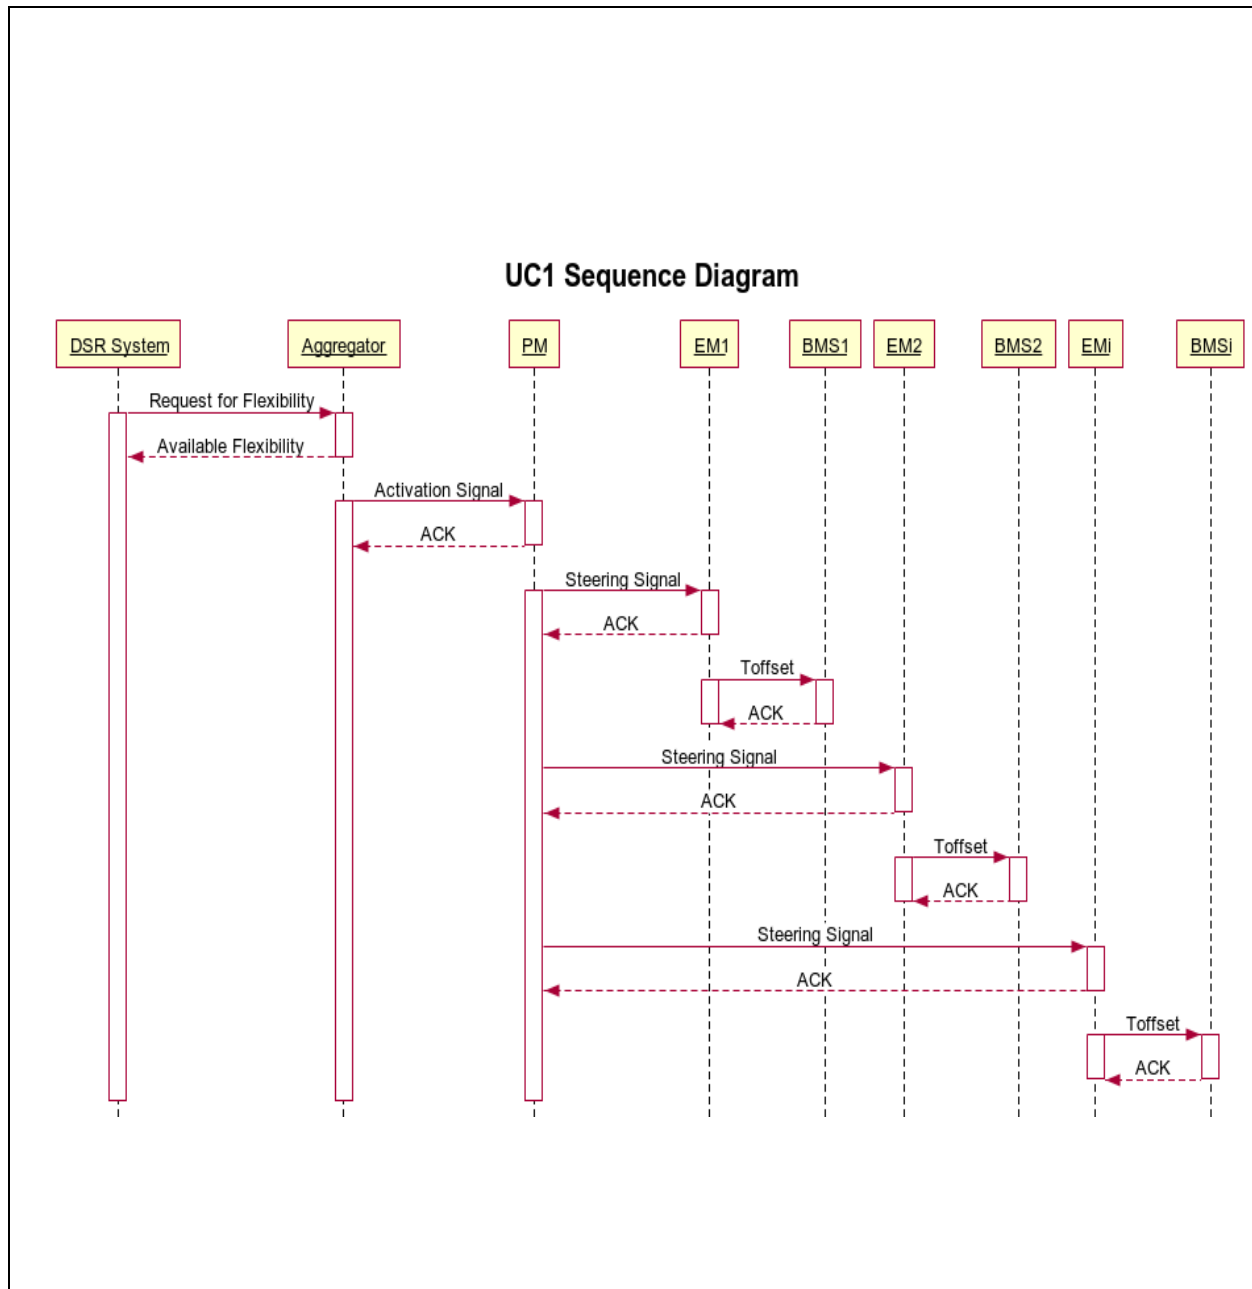 UC1 Sequence Diagram
DSR System
Aggregator
PM
EM1
BMS1
EM2
BMS2
EMi
BMSi
Request for Flexibility
Available Flexibility
Activation Signal
ACK
Steering Signal
ACK
Toffset
ACK
Steering Signal
ACK
Toffset
ACK
Steering Signal
ACK
Toffset
ACK